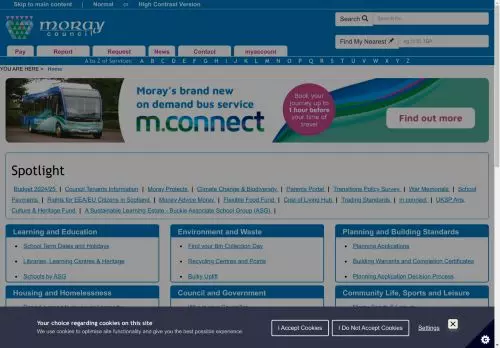 Skip to main content | Normal or High Contrast Version
moray council
Search
Search for...
Find My Nearest
Pay Report Request News Contact myaccount
A to Z of Services: A B C D E F G H I J K L M N O P Q R S T U V W X Y Z
YOU ARE HERE > Home
Moray's brand new
on demand bus service
m.connect
Book your
journey up to
1 hour before
your time of
travel
Find out more
Spotlight
Budget 2024/25 | Council Tenants Information | Moray Projects | Climate Change & Biodiversity | Parents Portal | Transitions Policy Survey | War Memorials | School
Payments | Rights for EEA/EU Citizens in Scotland | Money Advice Moray | Flexible Food Fund | Cost of Living Hub | Trading Standards | m.connect | UKSP Arts,
Culture & Heritage Fund | A Sustainable Learning Estate - Buckie Associated School Group (ASG) |
Learning and Education
School Term Dates and Holidays
Libraries, Learning Centres & Heritage
Schools by ASG
Environment and Waste
Find your Bin Collection Day
Recycling Centres and Points
Bulky Uplift
Planning and Building Standards
Planning Applications
Building Warrants and Completion Certificates
Planning Application Decision Process
Housing and Homelessness
Council and Government
Community Life, Sports and Leisure
Your choice regarding cookies on this site
We use cookies to optimise site functionality and give you the best possible experience.
I Accept Cookies
I Do Not Accept Cookies
Settings
X